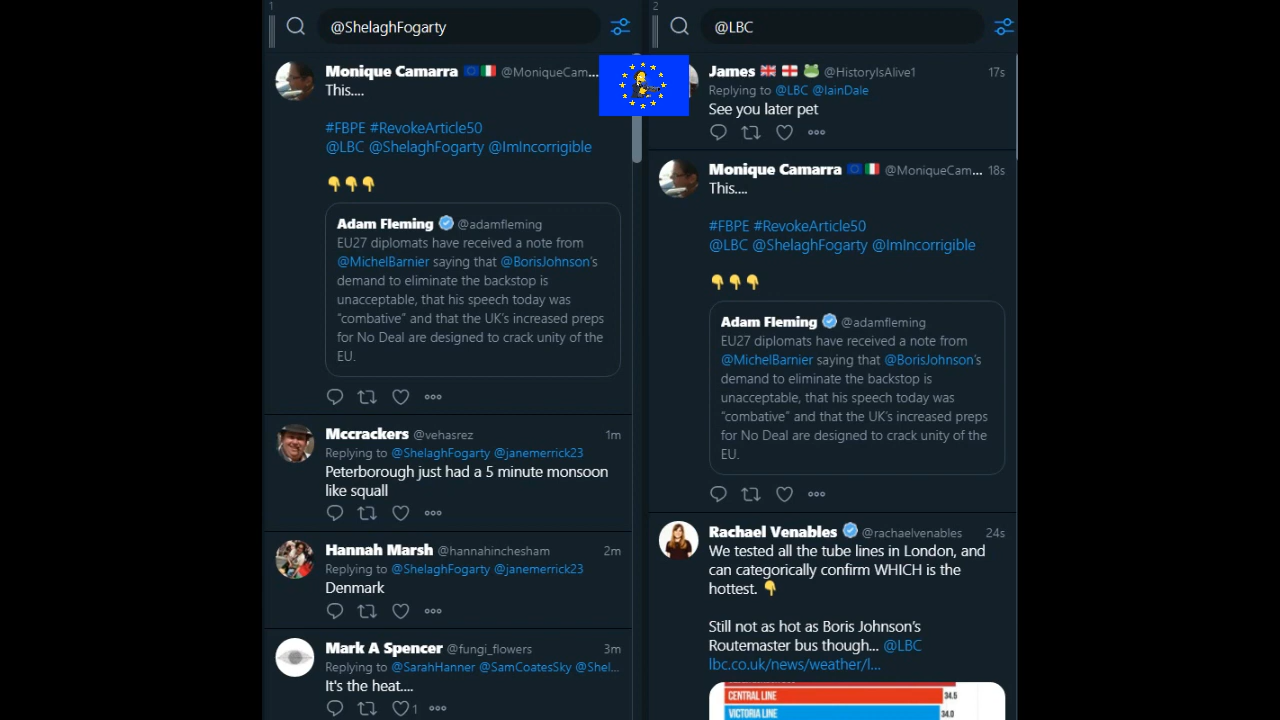 1
@ShelaghFogarty
Monique Camarra 🇪🇺🇮🇹 @MoniqueCam...
This....
#FBPE #RevokeArticle50
@LBC @ShelaghFogarty @ImIncorrigible
👇👇👇
Adam Fleming @adamfleming
EU27 diplomats have received a note from
@MichelBarnier saying that @BorisJohnson's
demand to eliminate the backstop is
unacceptable, that his speech today was
“combative” and that the UK's increased preps
for No Deal are designed to crack unity of the
EU.
Mccrackers @vehasrez 1m
Replying to @ShelaghFogarty @janemerrick23
Peterborough just had a 5 minute monsoon
like squall
Hannah Marsh @hannahinchesham 2m
Replying to @ShelaghFogarty @janemerrick23
Denmark
Mark A Spencer @fungi_flowers 3m
Replying to @SarahHanner @SamCoatesSky @Shel...
It's the heat....
1
2
@LBC
James 🇬🇧 🏴󠁧󠁢󠁥󠁮󠁧󠁿 🐸 @HistoryIsAlive1 17s
Replying to @LBC @IainDale
See you later pet
Monique Camarra 🇪🇺🇮🇹 @MoniqueCam... 18s
This....
#FBPE #RevokeArticle50
@LBC @ShelaghFogarty @ImIncorrigible
👇👇👇
Adam Fleming @adamfleming
EU27 diplomats have received a note from
@MichelBarnier saying that @BorisJohnson's
demand to eliminate the backstop is
unacceptable, that his speech today was
“combative” and that the UK's increased preps
for No Deal are designed to crack unity of the
EU.
Rachael Venables @rachaelvenables 24s
We tested all the tube lines in London, and
can categorically confirm WHICH is the
hottest. 👇
Still not as hot as Boris Johnson's
Routemaster bus though... @LBC
lbc.co.uk/news/weather/l...
CENTRAL LINE 34.5
VICTORIA LINE 34.0